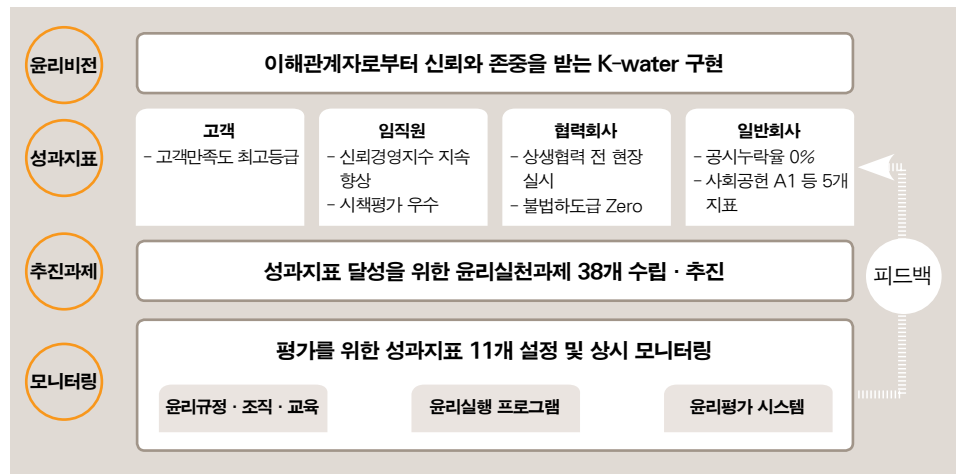 윤리비전
이해관계자로부터 신뢰와 존중을 받는 K-water 구현
성과지표
고객
- 고객만족도 최고등급
임직원
- 신뢰경영지수 지속
향상
- 시책평가 우수
협력회사
- 상생협력 전 현장
실시
- 불법하도급 Zero
일반회사
- 공시누락율 0%
- 사회공헌 A1 등 5개
지표
추진과제
성과지표 달성을 위한 윤리실천과제 38개 수립 · 추진
피드백
모니터링
평가를 위한 성과지표 11개 설정 및 상시 모니터링
윤리규정 · 조직 · 교육
윤리실행 프로그램
윤리평가 시스템